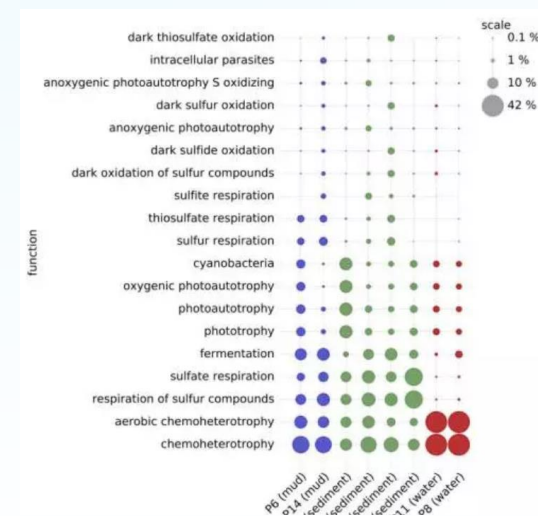 scale
0.1 %
1 %
10 %
42 %
function
dark thiosulfate oxidation
intracellular parasites
anoxygenic photoautotrophy S oxidizing
dark sulfur oxidation
anoxygenic photoautotrophy
dark sulfide oxidation
dark oxidation of sulfur compounds
sulfite respiration
thiosulfate respiration
sulfur respiration
cyanobacteria
oxygenic photoautotrophy
photoautotrophy
phototrophy
fermentation
sulfate respiration
respiration of sulfur compounds
aerobic chemoheterotrophy
chemoheterotrophy
P6 (mud)
P14 (mud)
(sediment)
(sediment)
(sediment)
(sediment)
11 (water)
P8 (water)